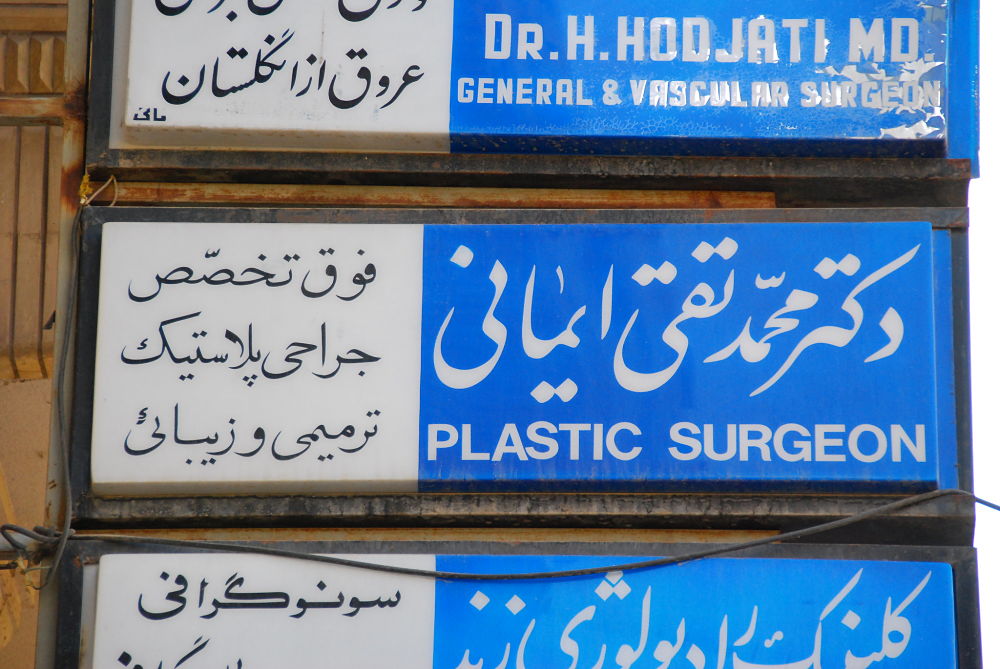 DR. H. HODJATI MD.
GENERAL & VASCULAR SURGEON
عروق از انگلستان
ماک
دکتر محمّد تقی ایمانی
PLASTIC SURGEON
فوق تخصّص
جراحی پلاستیک
ترمیمی و زیبائی
کلینیک رادیولوژی زند
سونوگرافی